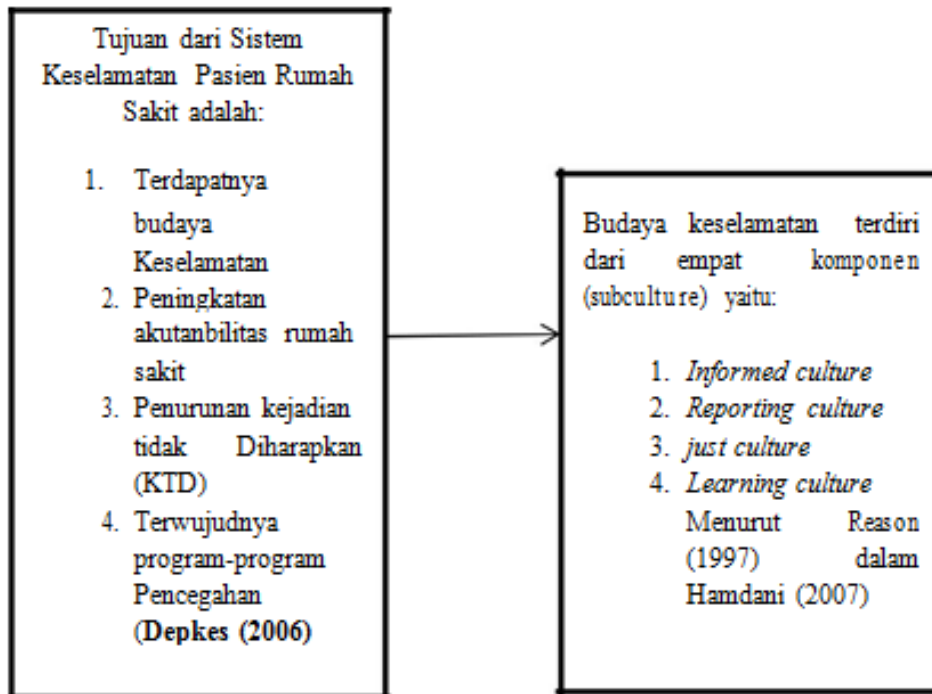 Tujuan dari Sistem
Keselamatan Pasien Rumah
Sakit adalah:
1. Terdapatnya
budaya
Keselamatan
2. Peningkatan
akutanbilitas rumah
sakit
3. Penurunan kejadian
tidak Diharapkan
(KTD)
4. Terwujudnya
program-program
Pencegahan
(Depkes (2006)
Budaya keselamatan terdiri
dari empat komponen
(subculture) yaitu:
1. Informed culture
2. Reporting culture
3. just culture
4. Learning culture
Menurut Reason
(1997) dalam
Hamdani (2007)